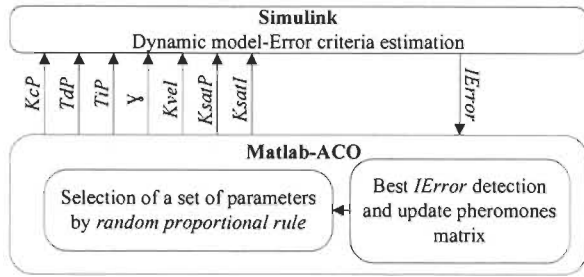 Simulink
Dynamic model-Error criteria estimation
KcP
TdP
TiP
γ
Kvel
KsatP
KsatI
IError
Matlab-ACO
Selection of a set of parameters
by random proportional rule
Best IError detection
and update pheromones
matrix